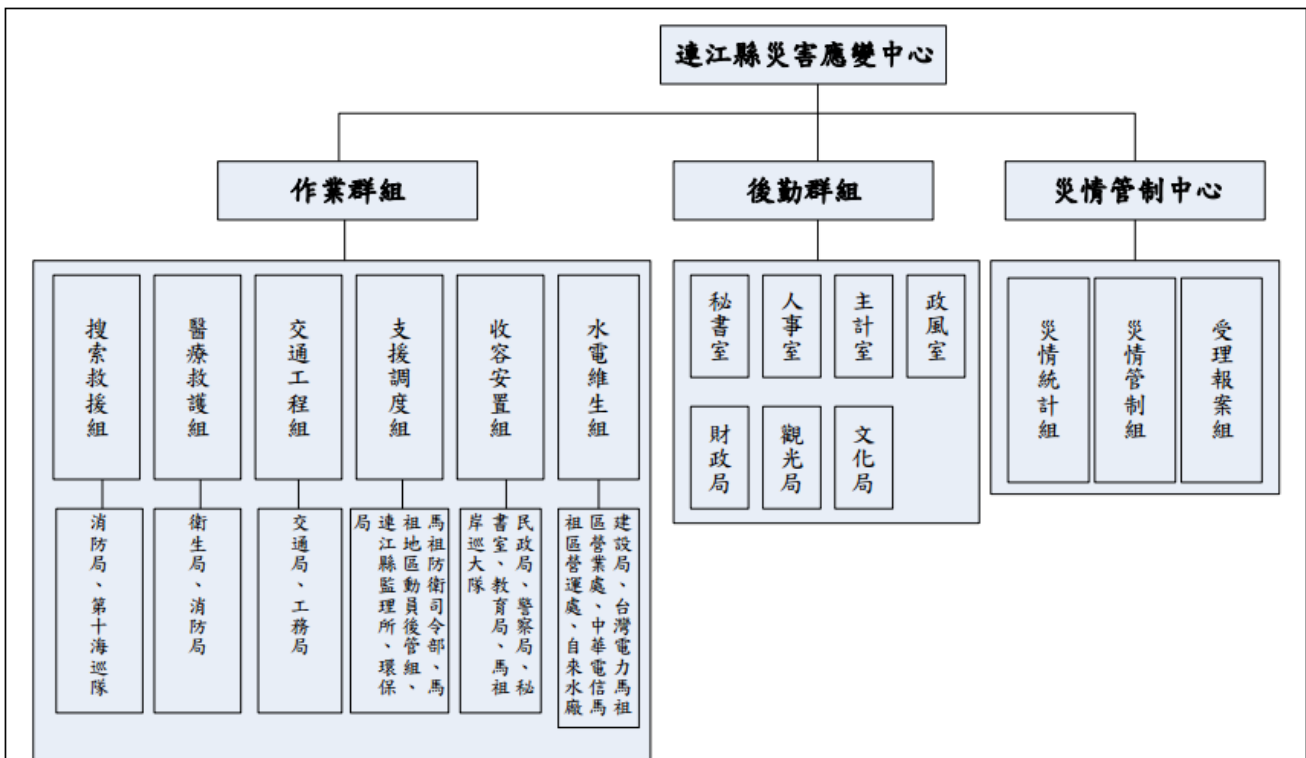 連江縣災害應變中心
作業群組
後勤群組
災情管制中心
搜索救援組
醫療救護組
交通工程組
支援調度組
收容安置組
水電維生組
消防局、第十海巡隊
衛生局、消防局
交通局、工務局
馬祖防衛司令部、馬
祖地區動員後管組、
連江縣監理所、環保
局
民政局、警察局、秘
書室、教育局、馬祖
岸巡大隊
建設局、台灣電力馬祖
區營業處、中華電信馬
祖區營運處、自來水廠
秘書室
人事室
主計室
政風室
財政局
觀光局
文化局
災情統計組
災情管制組
受理報案組